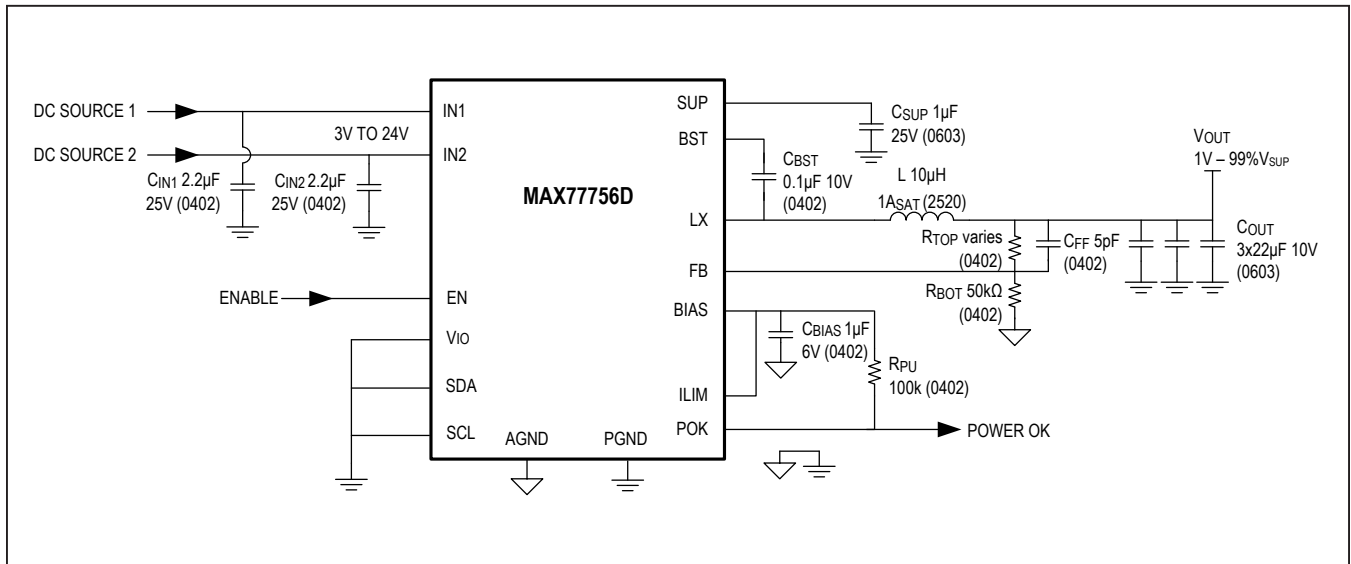 DC SOURCE 1
DC SOURCE 2
3V TO 24V
CIN1 2.2µF
25V (0402)
CIN2 2.2µF
25V (0402)
ENABLE
IN1
IN2
EN
VIO
SDA
SCL
MAX77756D
AGND
PGND
SUP
BST
LX
FB
BIAS
ILIM
POK
CSUP 1µF
25V (0603)
CBST
0.1µF 10V
(0402)
L 10µH
1ASAT (2520)
VOUT
1V – 99%VSUP
RTOP varies
(0402)
CFF 5pF
(0402)
COUT
3x22µF 10V
(0603)
RBOT 50kΩ
(0402)
CBIAS 1µF
6V (0402)
RPU
100k (0402)
POWER OK